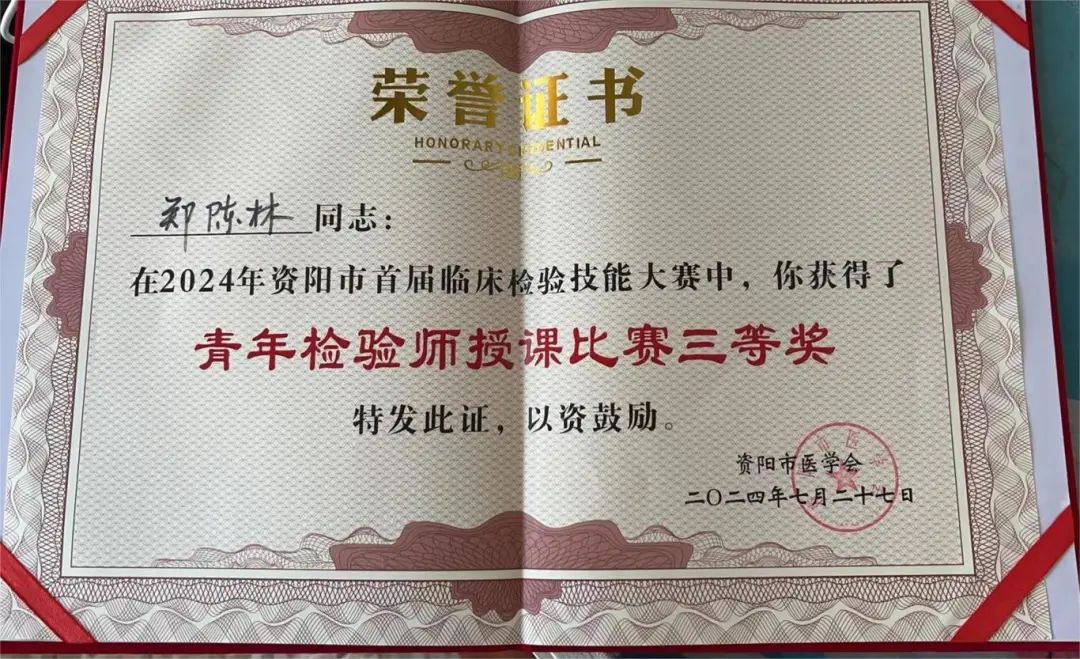 荣誉证书
HONORARY CREDENTIAL
郑陈林同志：
在2024年资阳市首届临床检验技能大赛中，你获得了
青年检验师授课比赛三等奖
特发此证，以资鼓励。
资阳市医学会
二〇二四年七月二十七日